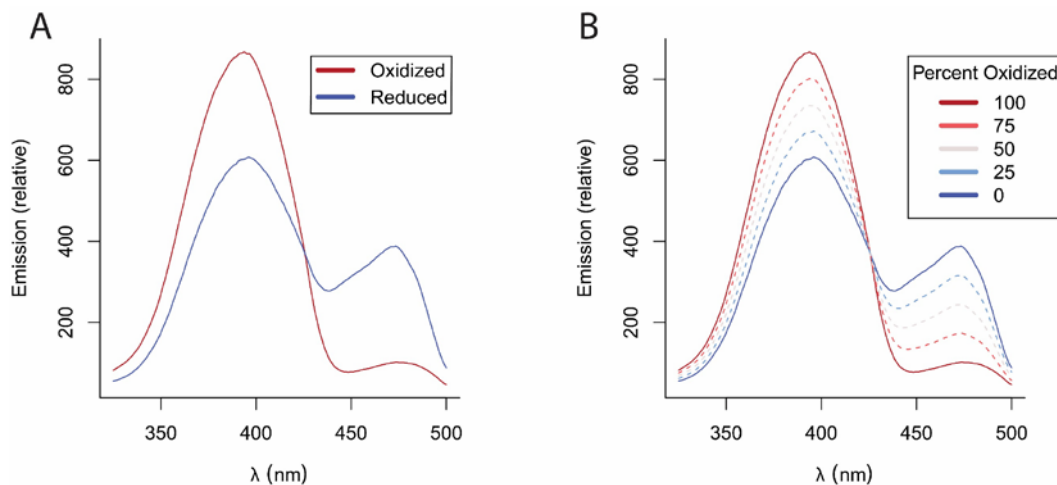 A
Emission (relative)
800
600
400
200
350
400
450
500
λ (nm)
Oxidized
Reduced
B
Emission (relative)
800
600
400
200
350
400
450
500
λ (nm)
Percent Oxidized
100
75
50
25
0